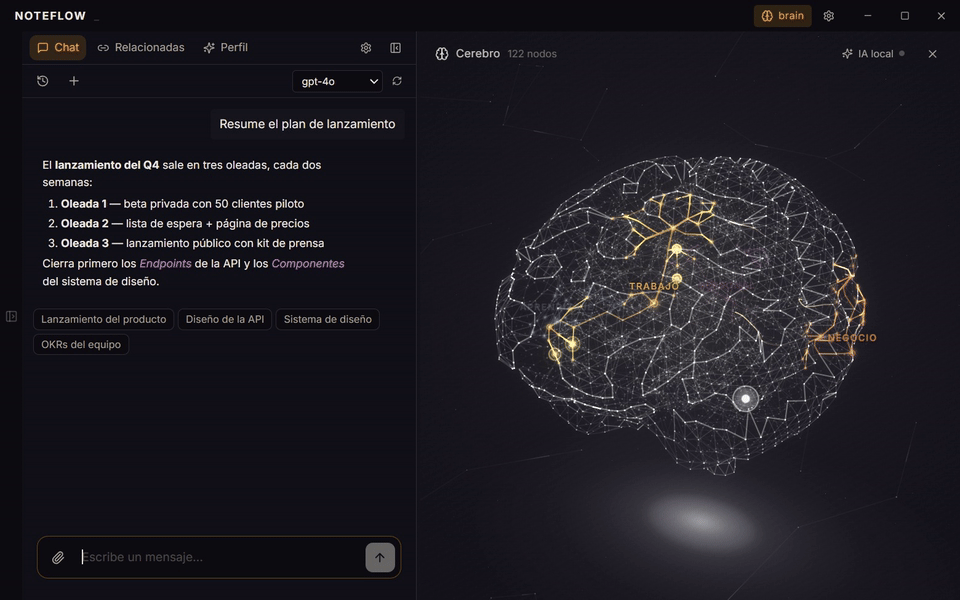 NOTEFLOW _
brain
Chat
Relacionadas
Perfil
gpt-4o
Resume el plan de lanzamiento
El lanzamiento del Q4 sale en tres oleadas, cada dos
semanas:
1. Oleada 1 — beta privada con 50 clientes piloto
2. Oleada 2 — lista de espera + página de precios
3. Oleada 3 — lanzamiento público con kit de prensa
Cierra primero los Endpoints de la API y los Componentes
del sistema de diseño.
Lanzamiento del producto
Diseño de la API
Sistema de diseño
OKRs del equipo
Escribe un mensaje...
Cerebro 122 nodos
IA local
TRABAJO
NEGOCIO